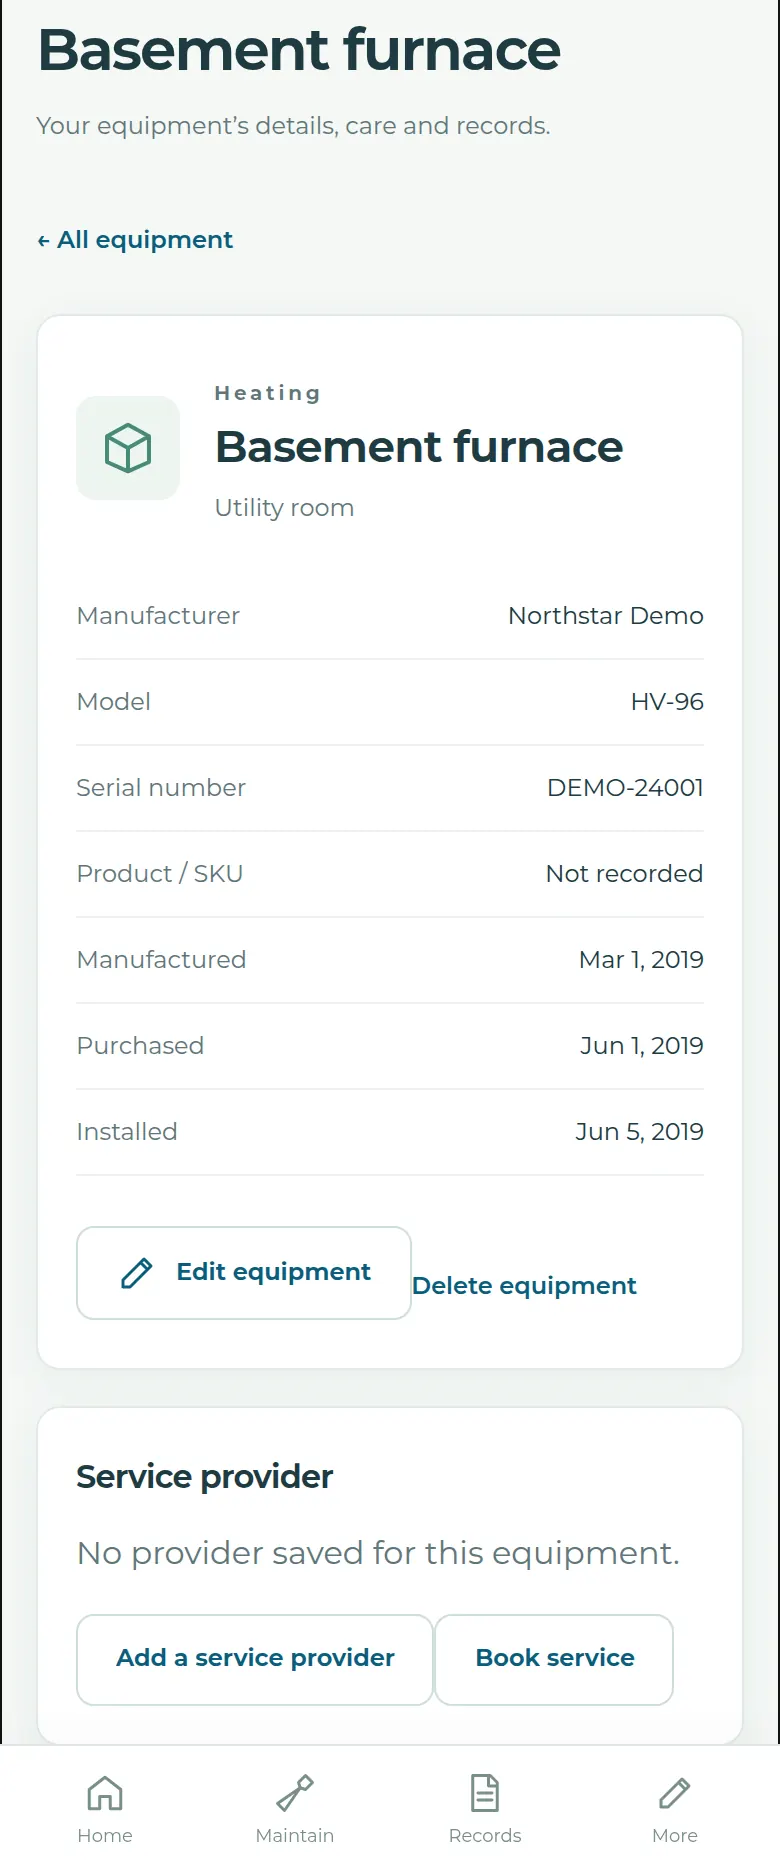 Basement furnace
Your equipment’s details, care and records.
← All equipment
Heating
Basement furnace
Utility room
Manufacturer Northstar Demo
Model HV-96
Serial number DEMO-24001
Product / SKU Not recorded
Manufactured Mar 1, 2019
Purchased Jun 1, 2019
Installed Jun 5, 2019
Edit equipment Delete equipment
Service provider
No provider saved for this equipment.
Add a service provider Book service
Home Maintain Records More